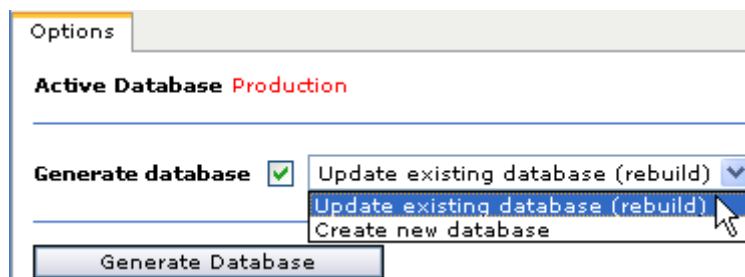 Options
Active Database Production
Generate database Update existing database (rebuild)
Update existing database (rebuild)
Create new database
Generate Database